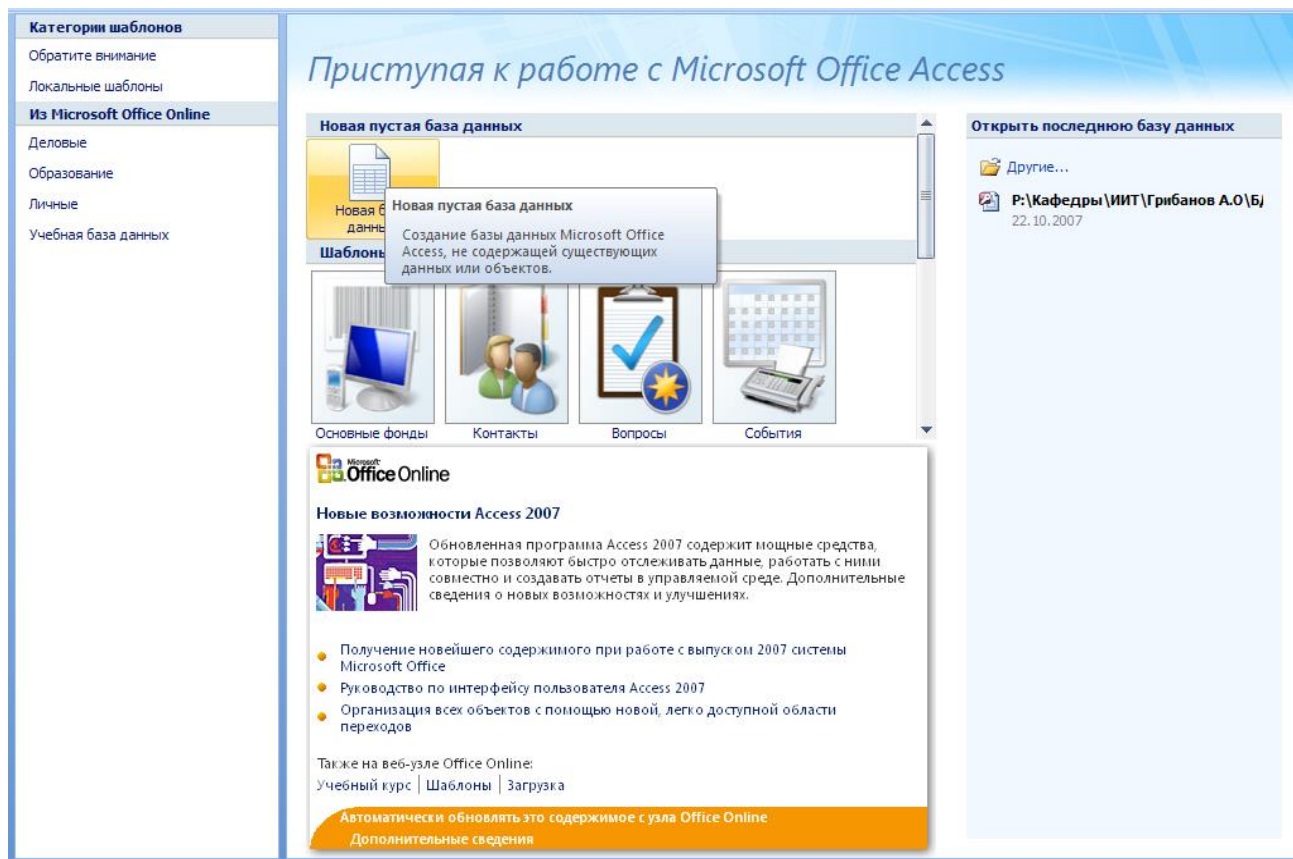 Категории шаблонов
Обратите внимание
Локальные шаблоны
Из Microsoft Office Online
Деловые
Образование
Личные
Учебная база данных
Приступая к работе с Microsoft Office Access
Новая пустая база данных
Новая б
данн
Новая пустая база данных
Создание базы данных Microsoft Office
Access, не содержащей существующих
данных или объектов.
Шаблоны
Основные фонды
Контакты
Вопросы
События
Microsoft
Office Online
Новые возможности Access 2007
Обновленная программа Access 2007 содержит мощные средства,
которые позволяют быстро отслеживать данные, работать с ними
совместно и создавать отчеты в управляемой среде. Дополнительные
сведения о новых возможностях и улучшениях.
Получение новейшего содержимого при работе с выпуском 2007 системы
Microsoft Office
Руководство по интерфейсу пользователя Access 2007
Организация всех объектов с помощью новой, легко доступной области
переходов
Также на веб-узле Office Online:
Учебный курс | Шаблоны | Загрузка
Автоматически обновлять это содержимое с узла Office Online
Дополнительные сведения
Открыть последнюю базу данных
Другие...
P:\Кафедры\ИИТ\Грибанов А.О\Б
22.10.2007